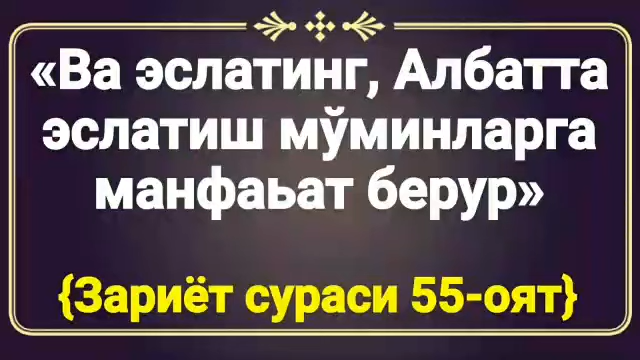 «Ва эслатинг, Албатта
эслатиш мўминларга
манфаьат берур»
{Зариёт сураси 55-оят}